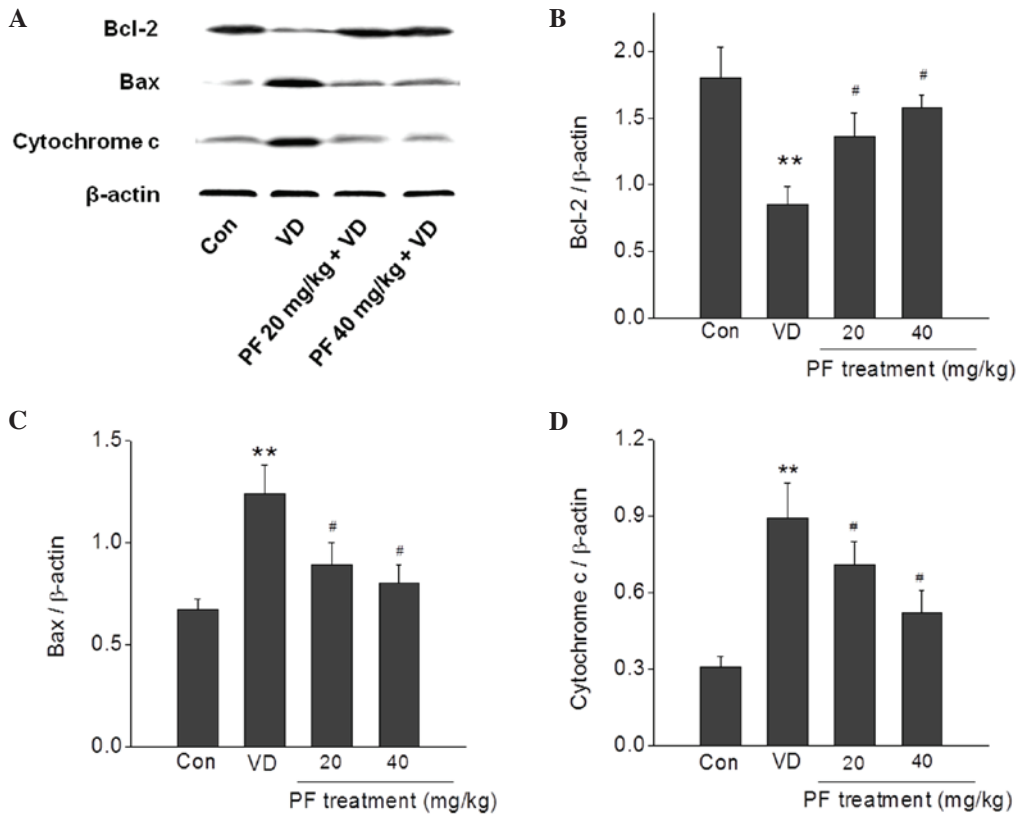 A
Bcl-2
Bax
Cytochrome c
β-actin
Con
VD
PF 20 mg/kg + VD
PF 40 mg/kg + VD
B
Bcl-2 / β-actin
2.0
1.5
1.0
0.5
0.0
**
#
#
Con VD 20 40
PF treatment (mg/kg)
C
Bax / β-actin
1.5
1.0
0.5
0.0
**
#
#
Con VD 20 40
PF treatment (mg/kg)
D
Cytochrome c / β-actin
1.2
0.9
0.6
0.3
0.0
**
#
#
Con VD 20 40
PF treatment (mg/kg)